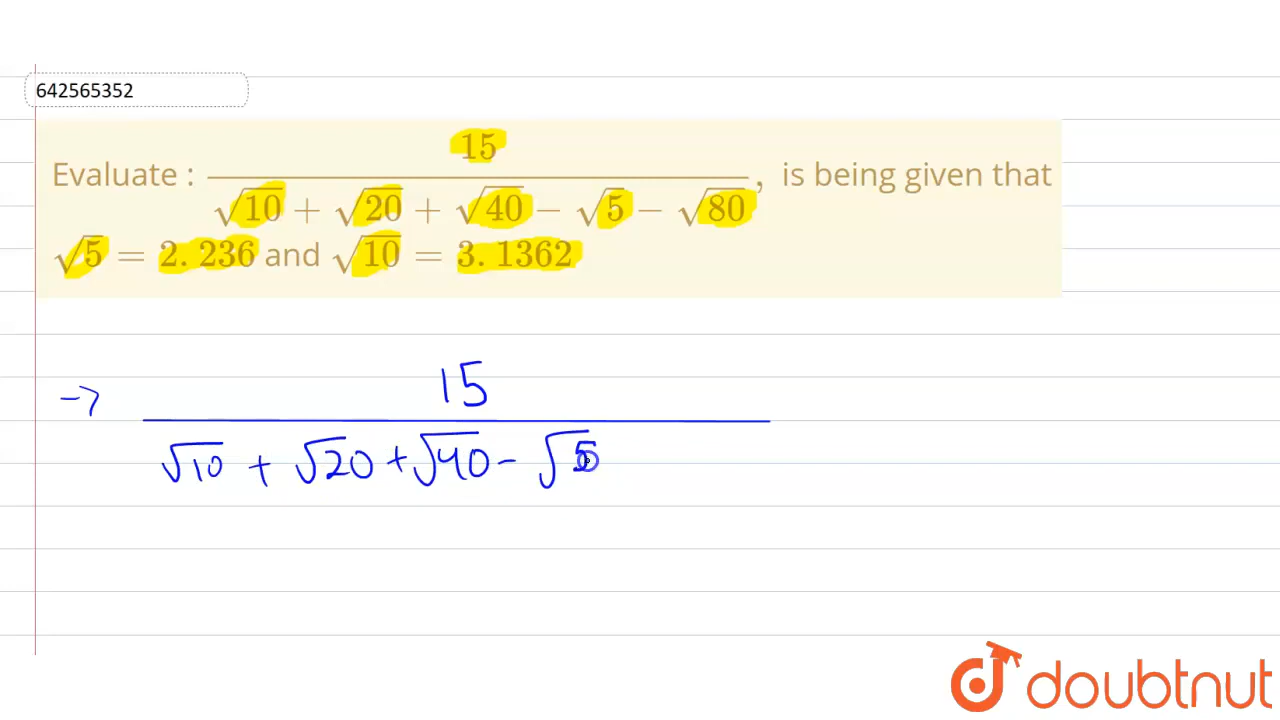 642565352
15
Evaluate : ————————, is being given that
√10 + √20 + √40 − √5 − √80
√5 = 2. 236 and √10 = 3. 1362
→ 15
√10 + √20 + √40 − √5
doubtnut